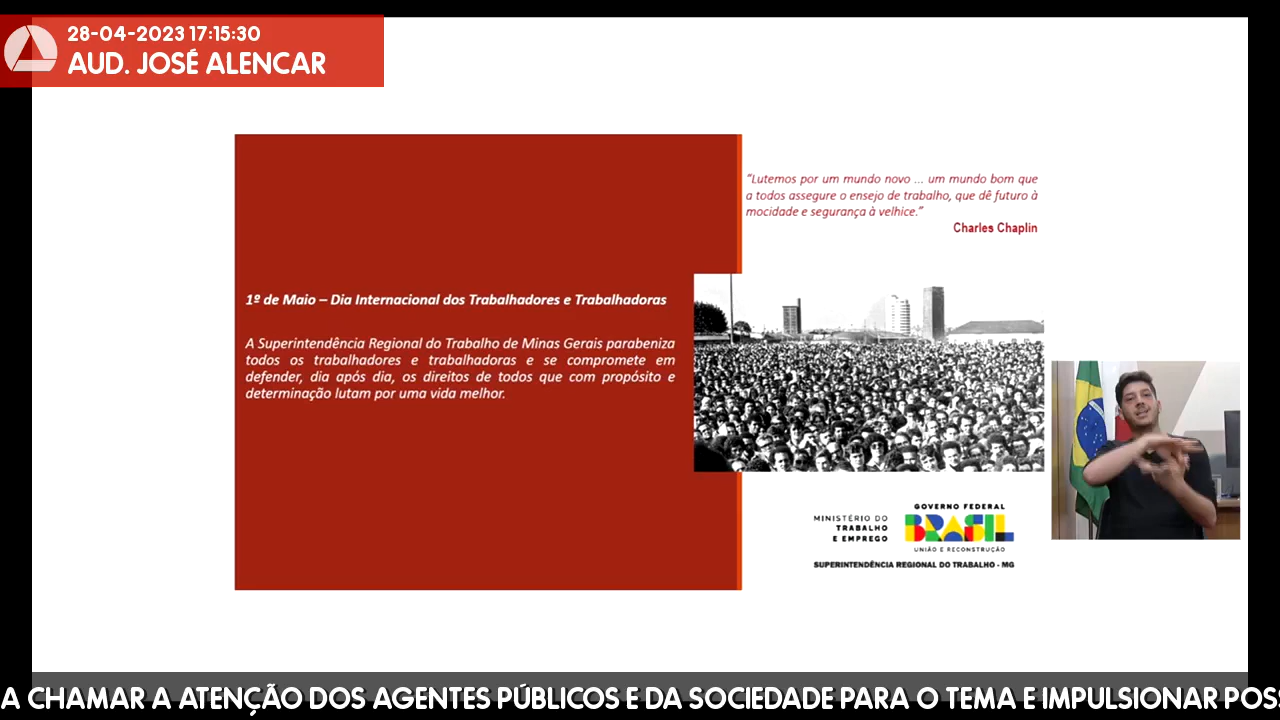 28-04-2023 17:15:30
AUD. JOSÉ ALENCAR
“Lutemos por um mundo novo ... um mundo bom que
a todos assegure o ensejo de trabalho, que dê futuro à
mocidade e segurança à velhice.”
Charles Chaplin
1º de Maio – Dia Internacional dos Trabalhadores e Trabalhadoras
A Superintendência Regional do Trabalho de Minas Gerais parabeniza
todos os trabalhadores e trabalhadoras e se compromete em
defender, dia após dia, os direitos de todos que com propósito e
determinação lutam por uma vida melhor.
MINISTÉRIO DO
TRABALHO
E EMPREGO
GOVERNO FEDERAL
BRASIL
UNIÃO E RECONSTRUÇÃO
SUPERINTENDÊNCIA REGIONAL DO TRABALHO - MG
A CHAMAR A ATENÇÃO DOS AGENTES PÚBLICOS E DA SOCIEDADE PARA O TEMA E IMPULSIONAR POS